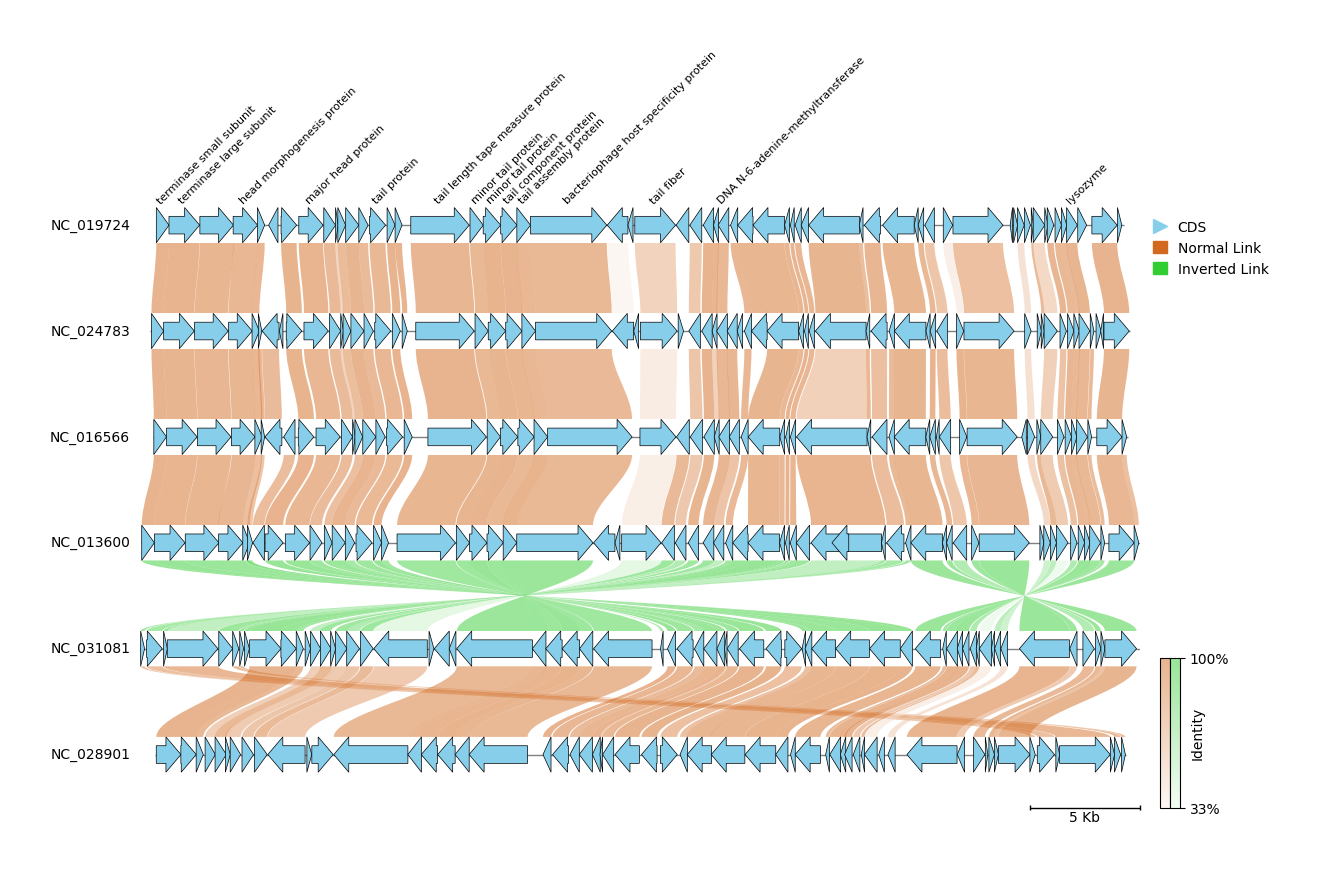 terminase small subunit
terminase large subunit
head morphogenesis protein
major head protein
tail protein
tail length tape measure protein
minor tail protein
minor tail protein
tail component protein
tail assembly protein
bacteriophage host specificity protein
tail fiber
DNA N-6-adenine-methyltransferase
lysozyme
NC_019724
NC_024783
NC_016566
NC_013600
NC_031081
NC_028901
CDS
Normal Link
Inverted Link
100%
Identity
33%
5 Kb